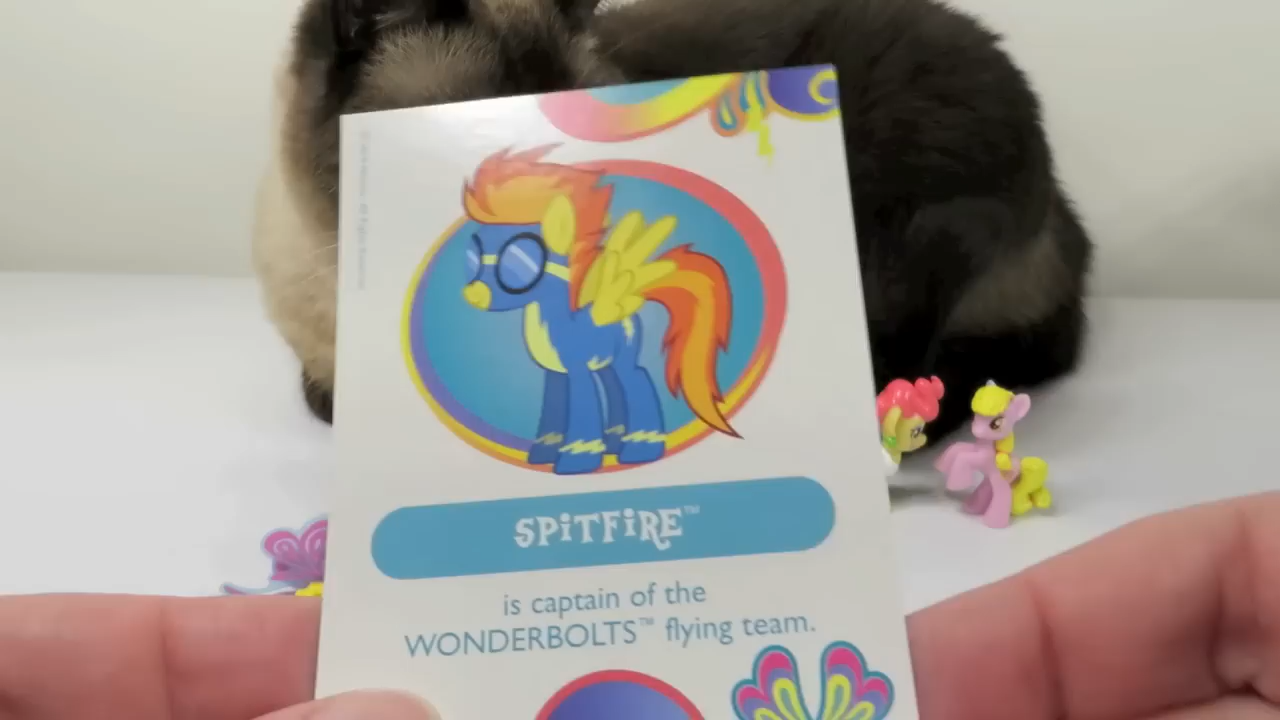 SPiTFiRE™
is captain of the
WONDERBOLTS™ flying team.